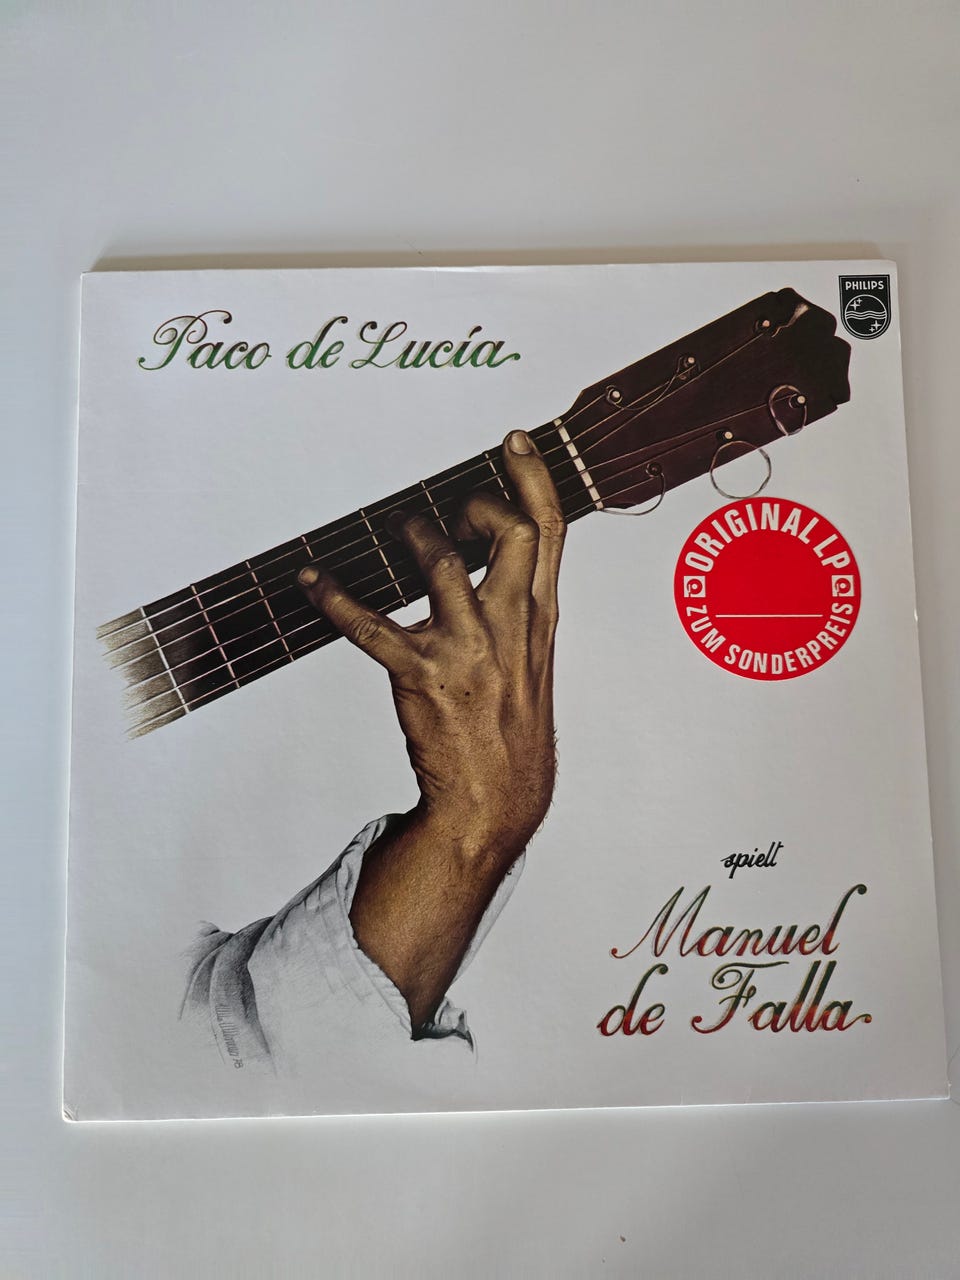 PHILIPS
Paco de Lucía
ORIGINAL LP
ZUM SONDERPREIS
spielt
Manuel
de Falla